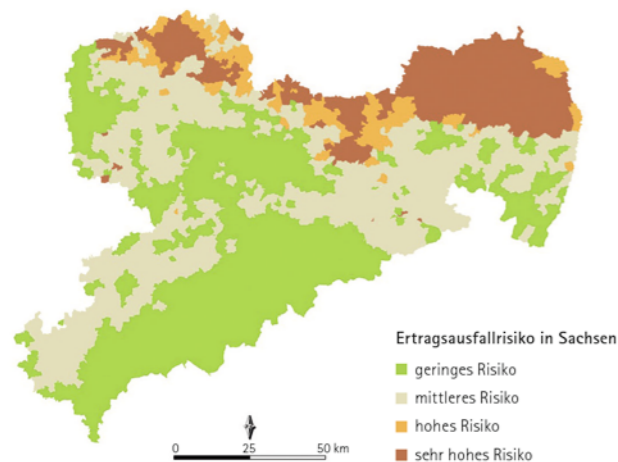 Ertragsausfallrisiko in Sachsen
geringes Risiko
mittleres Risiko
hohes Risiko
sehr hohes Risiko
0 25 50 km